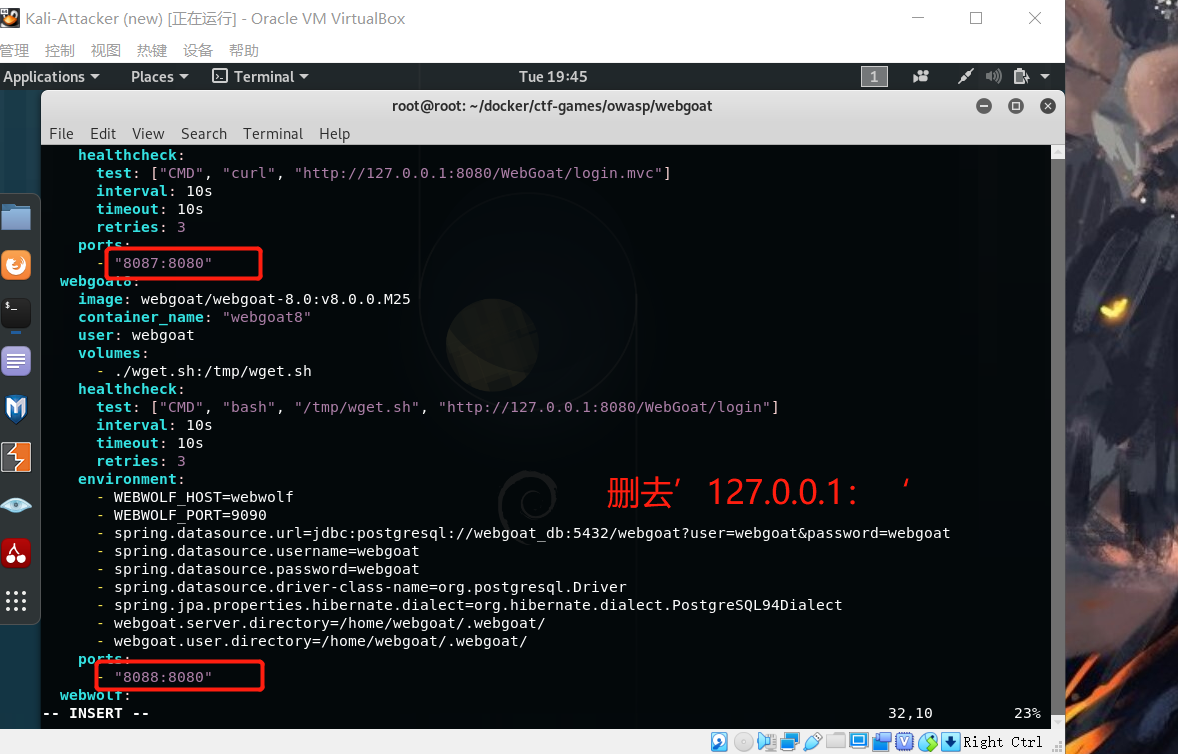 Kali-Attacker (new) [正在运行] - Oracle VM VirtualBox
管理 控制 视图 热键 设备 帮助
Applications Places Terminal Tue 19:45 1
root@root: ~/docker/ctf-games/owasp/webgoat
File Edit View Search Terminal Help
healthcheck:
test: ["CMD", "curl", "http://127.0.0.1:8080/WebGoat/login.mvc"]
interval: 10s
timeout: 10s
retries: 3
ports:
- "8087:8080"
webgoat8:
image: webgoat/webgoat-8.0:v8.0.0.M25
container_name: "webgoat8"
user: webgoat
volumes:
- ./wget.sh:/tmp/wget.sh
healthcheck:
test: ["CMD", "bash", "/tmp/wget.sh", "http://127.0.0.1:8080/WebGoat/login"]
interval: 10s
timeout: 10s
retries: 3
environment:
- WEBWOLF_HOST=webwolf
删去’127.0.0.1： ‘
- WEBWOLF_PORT=9090
- spring.datasource.url=jdbc:postgresql://webgoat_db:5432/webgoat?user=webgoat&password=webgoat
- spring.datasource.username=webgoat
- spring.datasource.password=webgoat
- spring.datasource.driver-class-name=org.postgresql.Driver
- spring.jpa.properties.hibernate.dialect=org.hibernate.dialect.PostgreSQL94Dialect
- webgoat.server.directory=/home/webgoat/.webgoat/
- webgoat.user.directory=/home/webgoat/.webgoat/
ports:
- "8088:8080"
webwolf:
-- INSERT -- 32,10 23%
Right Ctrl